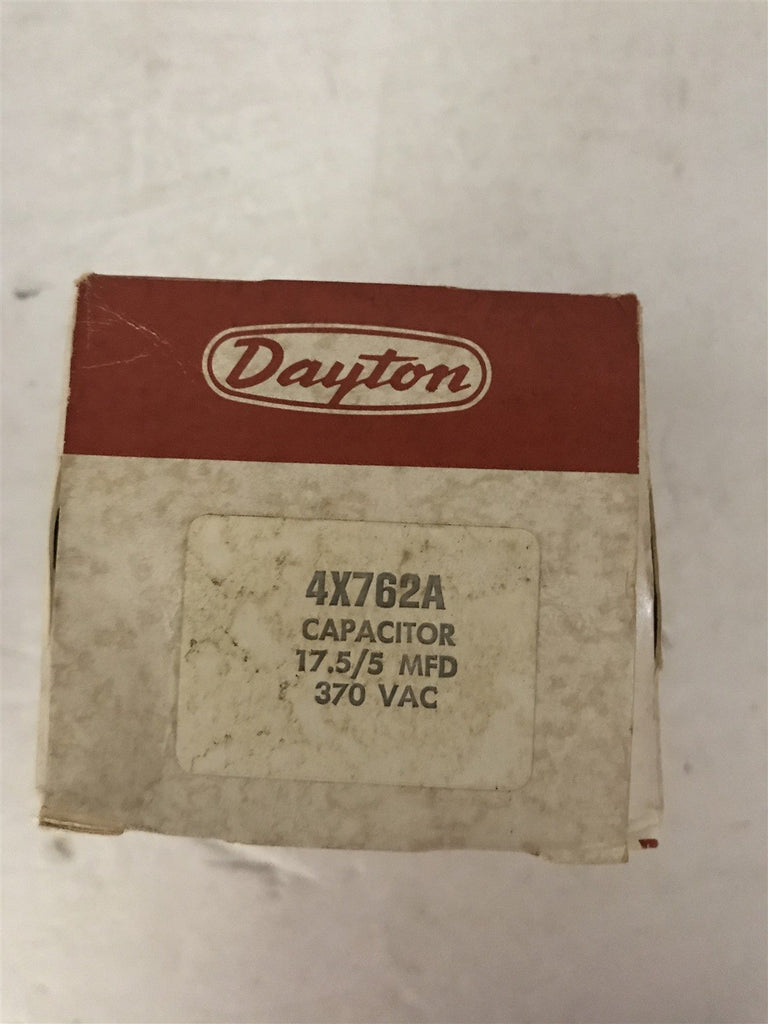 Dayton
4X762A
CAPACITOR
17.5/5 MFD
370 VAC